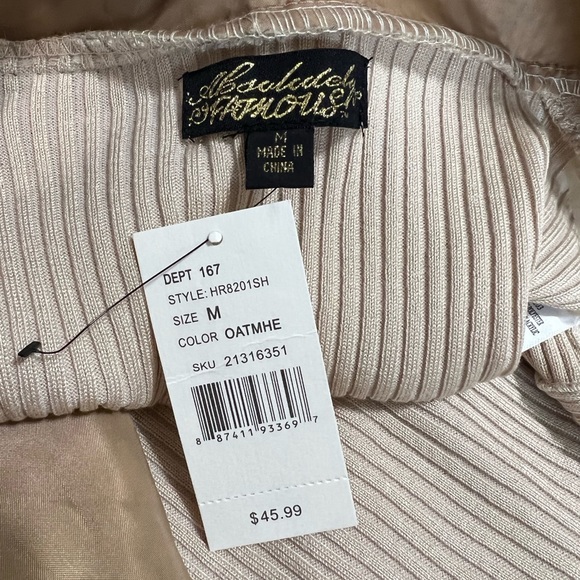 Absolutely
FAMOUS
M
MADE IN
CHINA
DEPT 167
STYLE: HR8201SH
SIZE M
COLOR OATMHE
SKU 21316351
8 87411 93369 7
$45.99